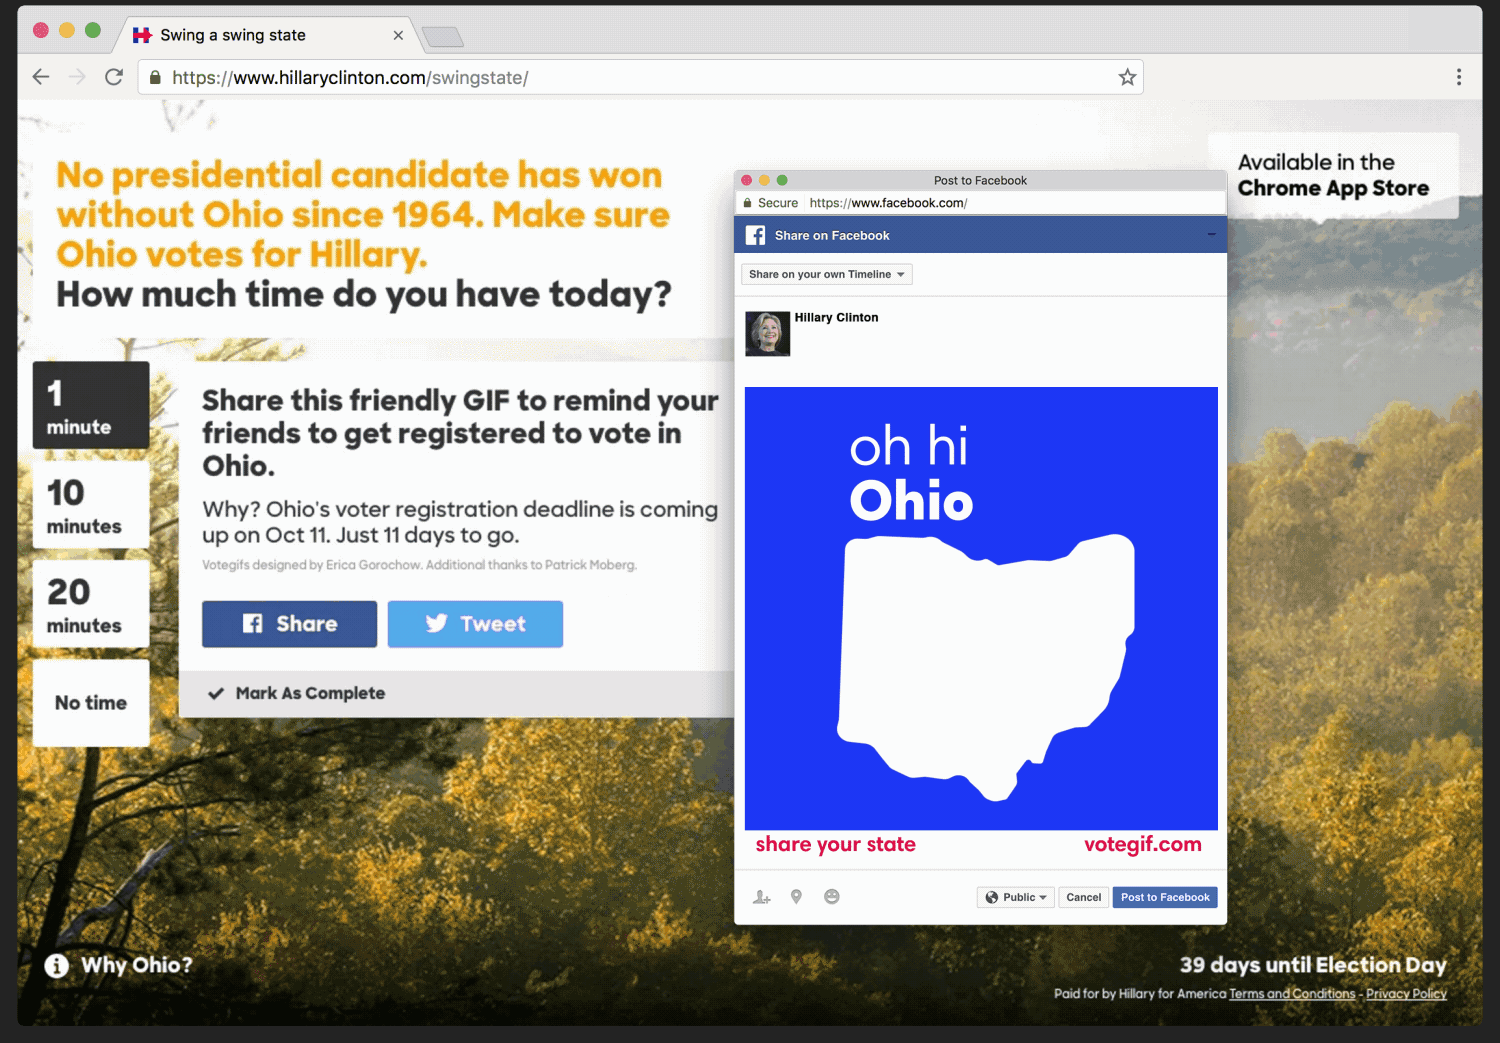 Swing a swing state
https://www.hillaryclinton.com/swingstate/
No presidential candidate has won
without Ohio since 1964. Make sure
Ohio votes for Hillary.
How much time do you have today?
1
minute
10
minutes
20
minutes
No time
Share this friendly GIF to remind your
friends to get registered to vote in
Ohio.
Why? Ohio's voter registration deadline is coming
up on Oct 11. Just 11 days to go.
Votegifs designed by Erica Gorochow. Additional thanks to Patrick Moberg.
Share
Tweet
Mark As Complete
Available in the
Chrome App Store
Post to Facebook
Secure https://www.facebook.com/
Share on Facebook
Share on your own Timeline
Hillary Clinton
oh hi
Ohio
share your state votegif.com
Public Cancel Post to Facebook
Why Ohio?
39 days until Election Day
Paid for by Hillary for America Terms and Conditions - Privacy Policy